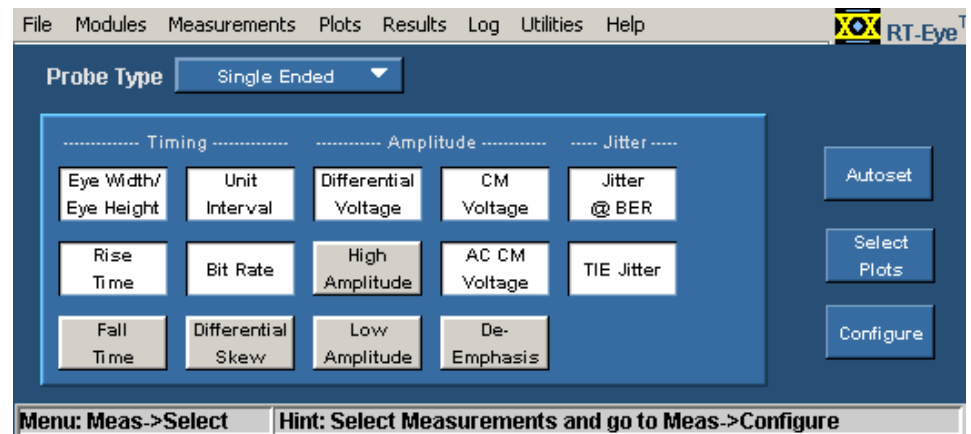 File Modules Measurements Plots Results Log Utilities Help
RT-Eye
Probe Type Single Ended
-------------- Timing -------------- ------------ Amplitude ------------ ----- Jitter -----
Eye Width/ Eye Height
Unit Interval
Differential Voltage
CM Voltage
Jitter @ BER
Rise Time
Bit Rate
High Amplitude
AC CM Voltage
TIE Jitter
Fall Time
Differential Skew
Low Amplitude
De-Emphasis
Autoset
Select Plots
Configure
Menu: Meas->Select Hint: Select Measurements and go to Meas->Configure